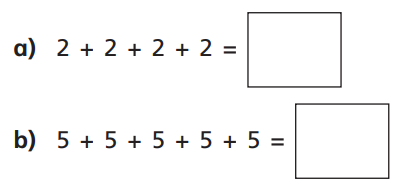 a) 2 + 2 + 2 + 2 =
b) 5 + 5 + 5 + 5 + 5 =